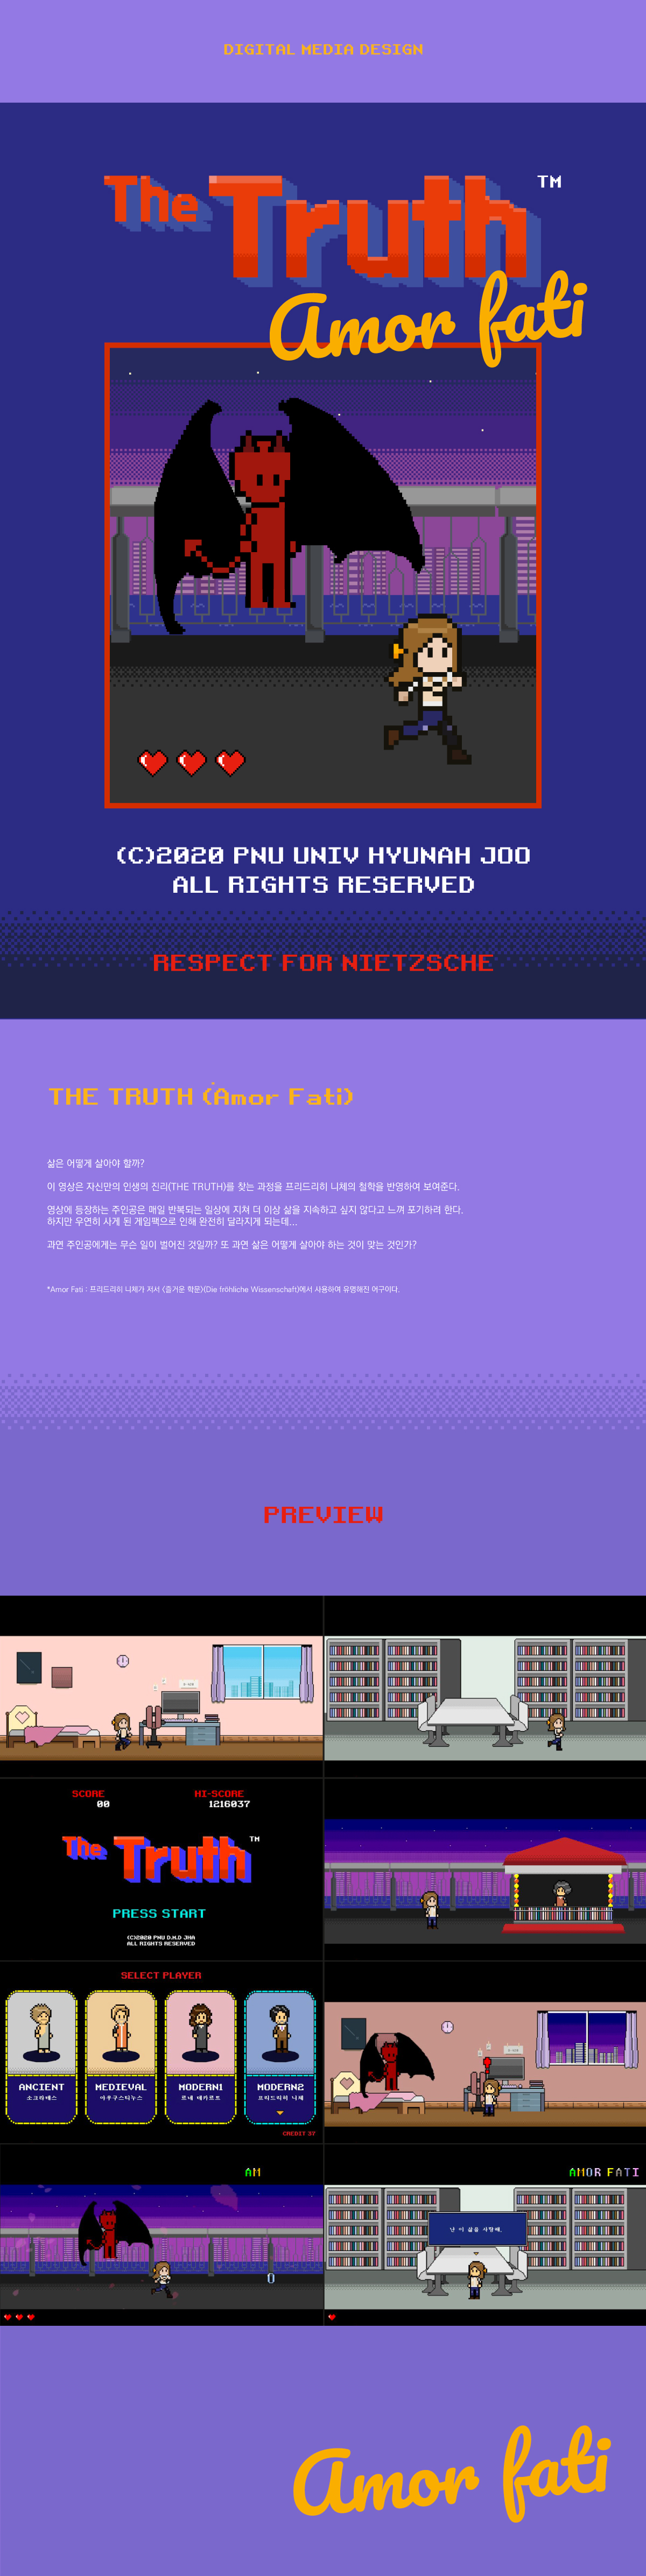 DIGITAL MEDIA DESIGN
The Truth TM
Amor fati
(C)2020 PNU UNIV HYUNAH JOO
ALL RIGHTS RESERVED
RESPECT FOR NIETZSCHE
THE TRUTH (Amor Fati)
삶은 어떻게 살아야 할까?
이 영상은 자신만의 인생의 진리(THE TRUTH)를 찾는 과정을 프리드리히 니체의 철학을 반영하여 보여준다.
영상에 등장하는 주인공은 매일 반복되는 일상에 지쳐 더 이상 삶을 지속하고 싶지 않다고 느껴 포기하려 한다.
하지만 우연히 사게 된 게임팩으로 인해 완전히 달라지게 되는데...
과연 주인공에게는 무슨 일이 벌어진 것일까? 또 과연 삶은 어떻게 살아야 하는 것이 맞는 것인가?
*Amor Fati : 프리드리히 니체가 저서 <즐거운 학문>(Die fröhliche Wissenschaft)에서 사용하여 유명해진 어구이다.
PREVIEW
SCORE HI-SCORE
00 1216037
The Truth TM
PRESS START
(C)2020 PNU D.M.D JHA
ALL RIGHTS RESERVED
SELECT PLAYER
ANCIENT MEDIEVAL MODERN1 MODERN2
소크라테스 아우구스티누스 르네 데카르트 프리드리히 니체
CREDIT 37
AM
O
AMOR FATI
난 이 삶을 사랑해.
Amor fati